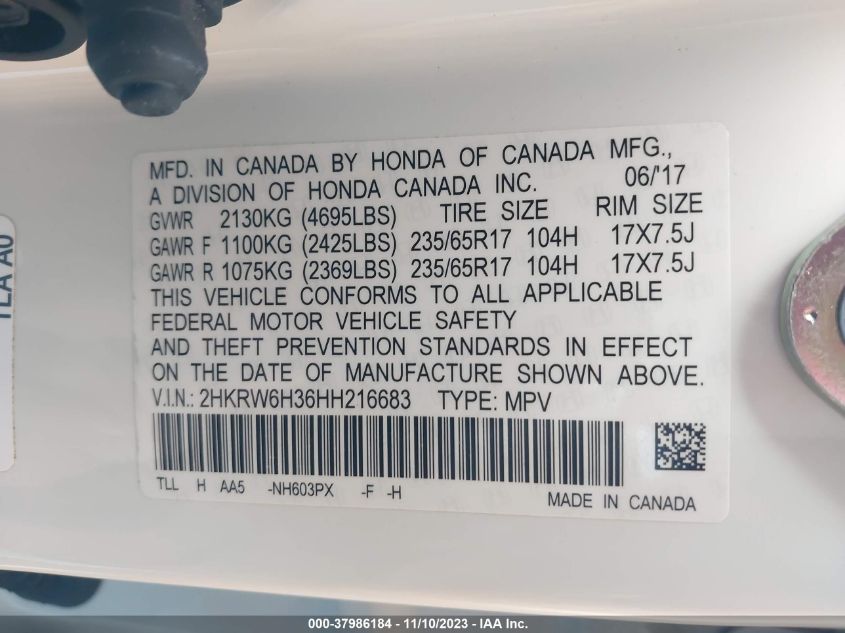 MFD. IN CANADA BY HONDA OF CANADA MFG.,
A DIVISION OF HONDA CANADA INC. 06/'17
GVWR 2130KG (4695LBS) TIRE SIZE RIM SIZE
GAWR F 1100KG (2425LBS) 235/65R17 104H 17X7.5J
GAWR R 1075KG (2369LBS) 235/65R17 104H 17X7.5J
THIS VEHICLE CONFORMS TO ALL APPLICABLE
FEDERAL MOTOR VEHICLE SAFETY
AND THEFT PREVENTION STANDARDS IN EFFECT
ON THE DATE OF MANUFACTURE SHOWN ABOVE.
V.I.N.: 2HKRW6H36HH216683 TYPE: MPV
TLL H AA5 -NH603PX -F -H
MADE IN CANADA
TLA A0
000-37986184 - 11/10/2023 - IAA Inc.